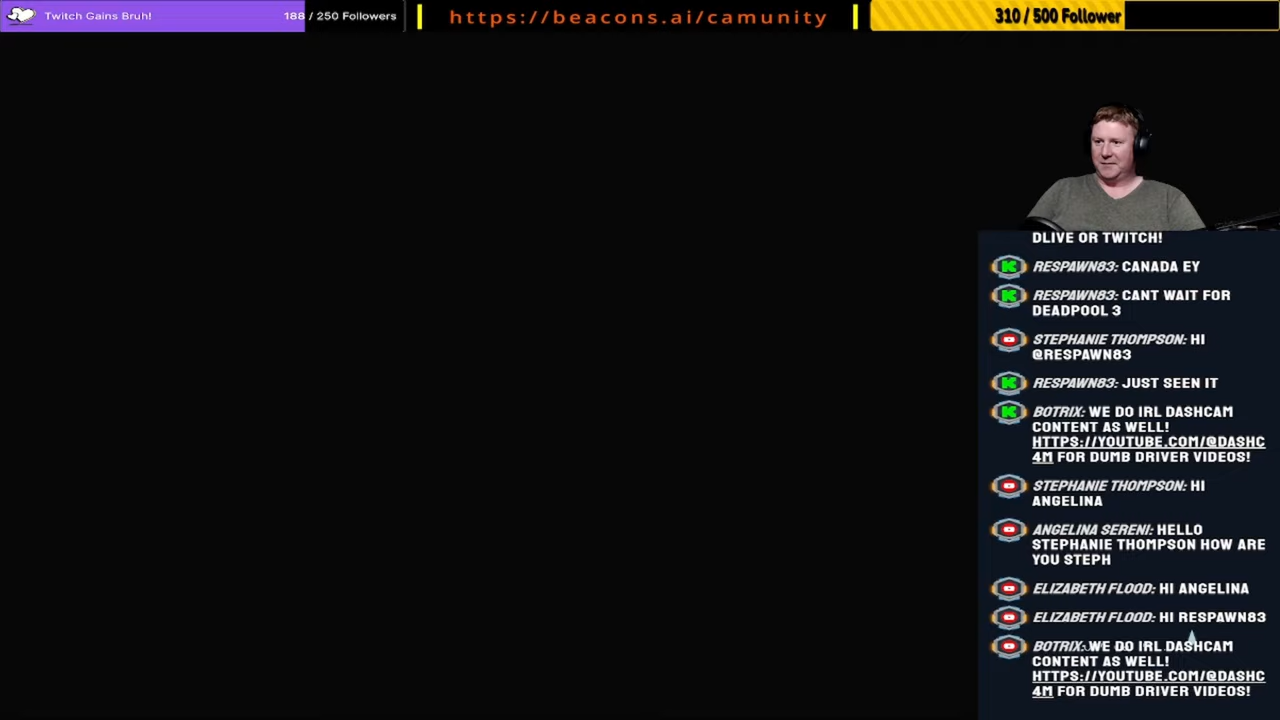 Twitch Gains Bruh!
188 / 250 Followers
https://beacons.ai/camunity
310 / 500 Follower
DLIVE OR TWITCH!
RESPAWN83: CANADA EY
RESPAWN83: CANT WAIT FOR
DEADPOOL 3
STEPHANIE THOMPSON: HI
@RESPAWN83
RESPAWN83: JUST SEEN IT
BOTRIX: WE DO IRL DASHCAM
CONTENT AS WELL!
HTTPS://YOUTUBE.COM/@DASHC
4M FOR DUMB DRIVER VIDEOS!
STEPHANIE THOMPSON: HI
ANGELINA
ANGELINA SERENI: HELLO
STEPHANIE THOMPSON HOW ARE
YOU STEPH
ELIZABETH FLOOD: HI ANGELINA
ELIZABETH FLOOD: HI RESPAWN83
BOTRIX: WE DO IRL DASHCAM
CONTENT AS WELL!
HTTPS://YOUTUBE.COM/@DASHC
4M FOR DUMB DRIVER VIDEOS!